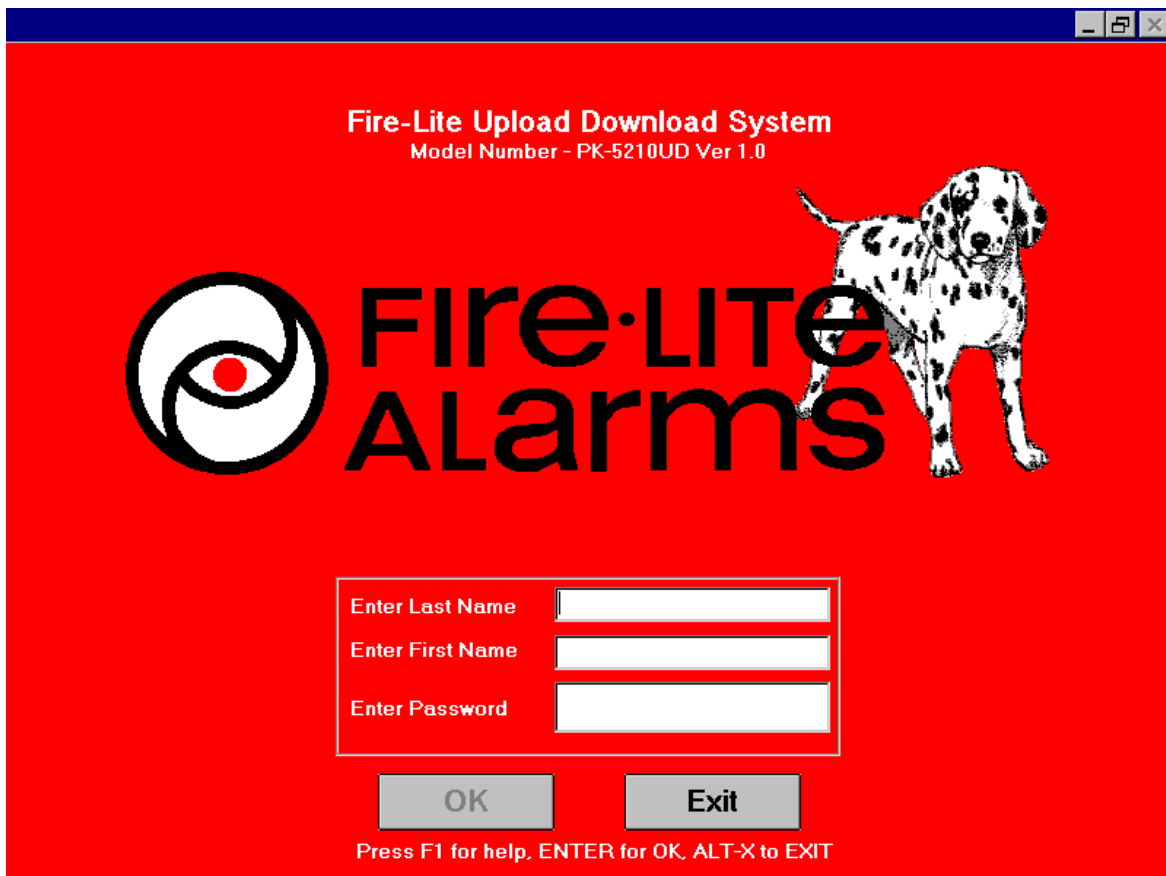 Fire-Lite Upload Download System
Model Number - PK-5210UD Ver 1.0
FIre·LITe
ALarms
Enter Last Name
Enter First Name
Enter Password
OK Exit
Press F1 for help, ENTER for OK, ALT-X to EXIT